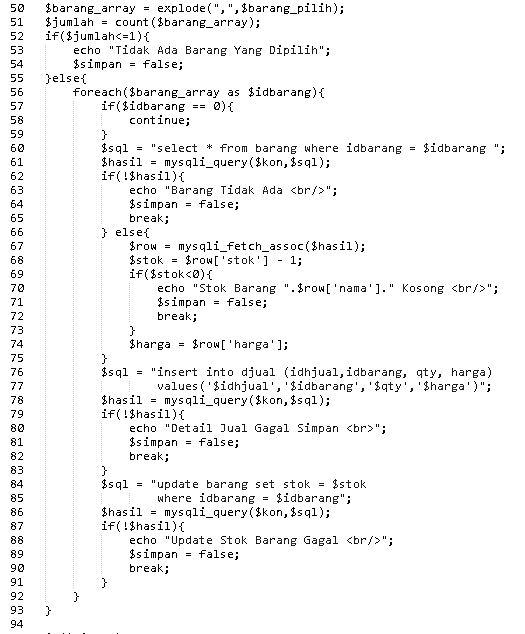 50 $barang_array = explode(",",$barang_pilih);
51 $jumlah = count($barang_array);
52 if($jumlah<=1){
53 echo "Tidak Ada Barang Yang Dipilih";
54 $simpan = false;
55 }else{
56 foreach($barang_array as $idbarang){
57 if($idbarang == 0){
58 continue;
59 }
60 $sql = "select * from barang where idbarang = $idbarang ";
61 $hasil = mysqli_query($kon,$sql);
62 if(!$hasil){
63 echo "Barang Tidak Ada <br/>";
64 $simpan = false;
65 break;
66 } else{
67 $row = mysqli_fetch_assoc($hasil);
68 $stok = $row['stok'] - 1;
69 if($stok<0){
70 echo "Stok Barang ".$row['nama']." Kosong <br/>";
71 $simpan = false;
72 break;
73 }
74 $harga = $row['harga'];
75 }
76 $sql = "insert into djual (idhjual,idbarang, qty, harga)
77 values('$idhjual','$idbarang','$qty','$harga')";
78 $hasil = mysqli_query($kon,$sql);
79 if(!$hasil){
80 echo "Detail Jual Gagal Simpan <br>";
81 $simpan = false;
82 break;
83 }
84 $sql = "update barang set stok = $stok
85 where idbarang = $idbarang";
86 $hasil = mysqli_query($kon,$sql);
87 if(!$hasil){
88 echo "Update Stok Barang Gagal <br/>";
89 $simpan = false;
90 break;
91 }
92 }
93 }
94